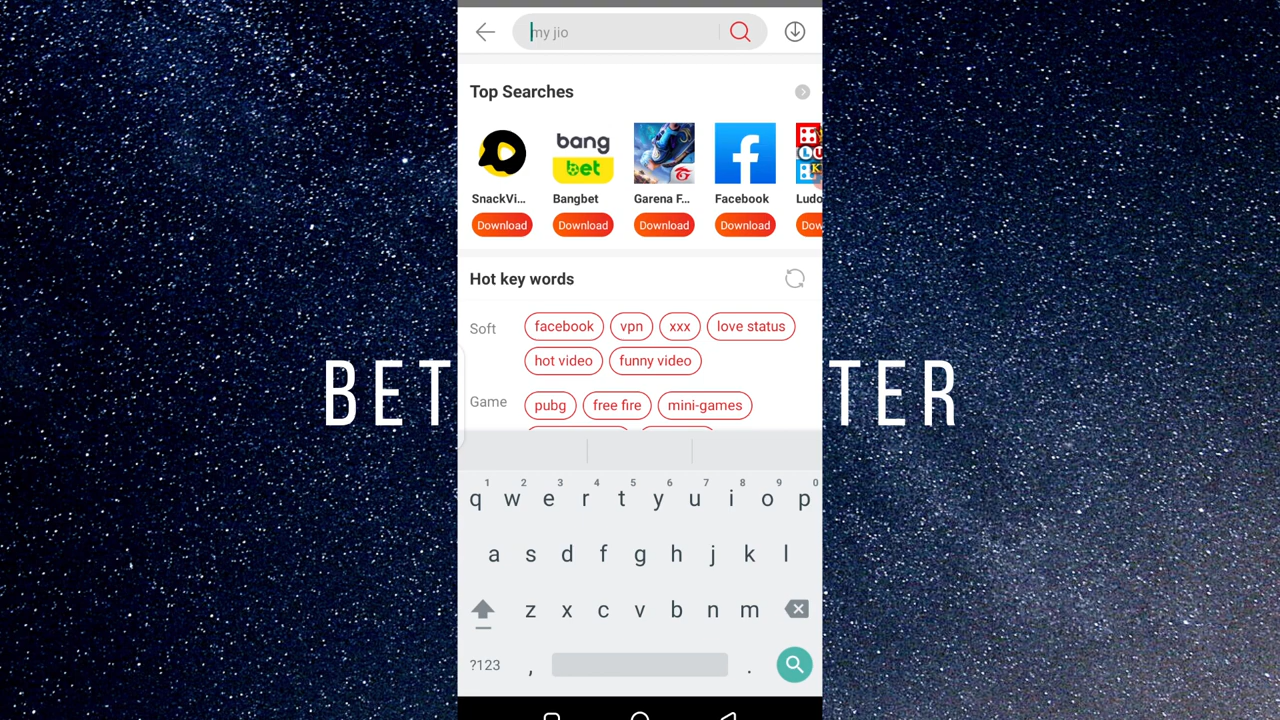 my jio
Top Searches
bang
bet
SnackVi...
Bangbet
Garena F...
Facebook
Ludo
Download
Download
Download
Download
Dow
Hot key words
Soft
facebook
vpn
xxx
love status
hot video
funny video
Game
pubg
free fire
mini-games
BET
TER
1 2 3 4 5 6 7 8 9 0
q w e r t y u i o p
a s d f g h j k l
z x c v b n m
?123 , .